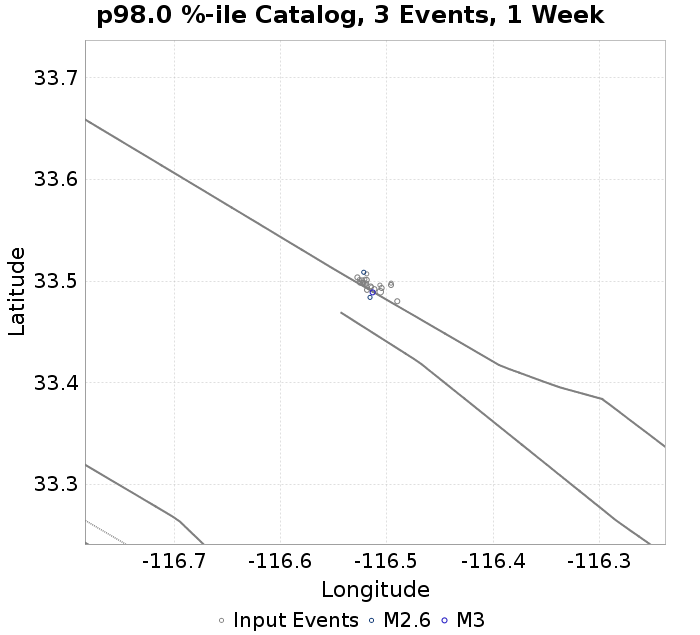 p98.0 %-ile Catalog, 3 Events, 1 Week
33.7
33.6
33.5
33.4
33.3
Latitude
-116.7
-116.6
-116.5
-116.4
-116.3
Longitude
Input Events
M2.6
M3